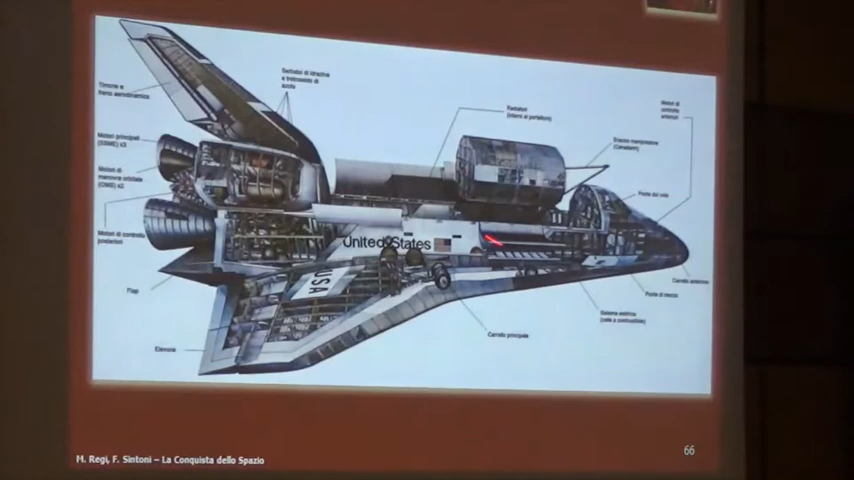 Serbatoi di idrazina
e tetrossido di
azoto
Timone e
freno aerodinamico
Radiatori
(interni ai portelloni)
Motori di
controllo
anteriori
Motori principali
(SSME) x3
Braccio manipolatore
(Canadarm)
Motori di
manovra orbitale
(OMS) x2
Ponte di volo
Motori di controllo
posteriori
United States
USA
Flap
Carrello anteriore
Ponte di mezzo
Sistema elettrico
(celle a combustibile)
Carrello principale
Elevone
M. Regi, F. Sintoni – La Conquista dello Spazio
66